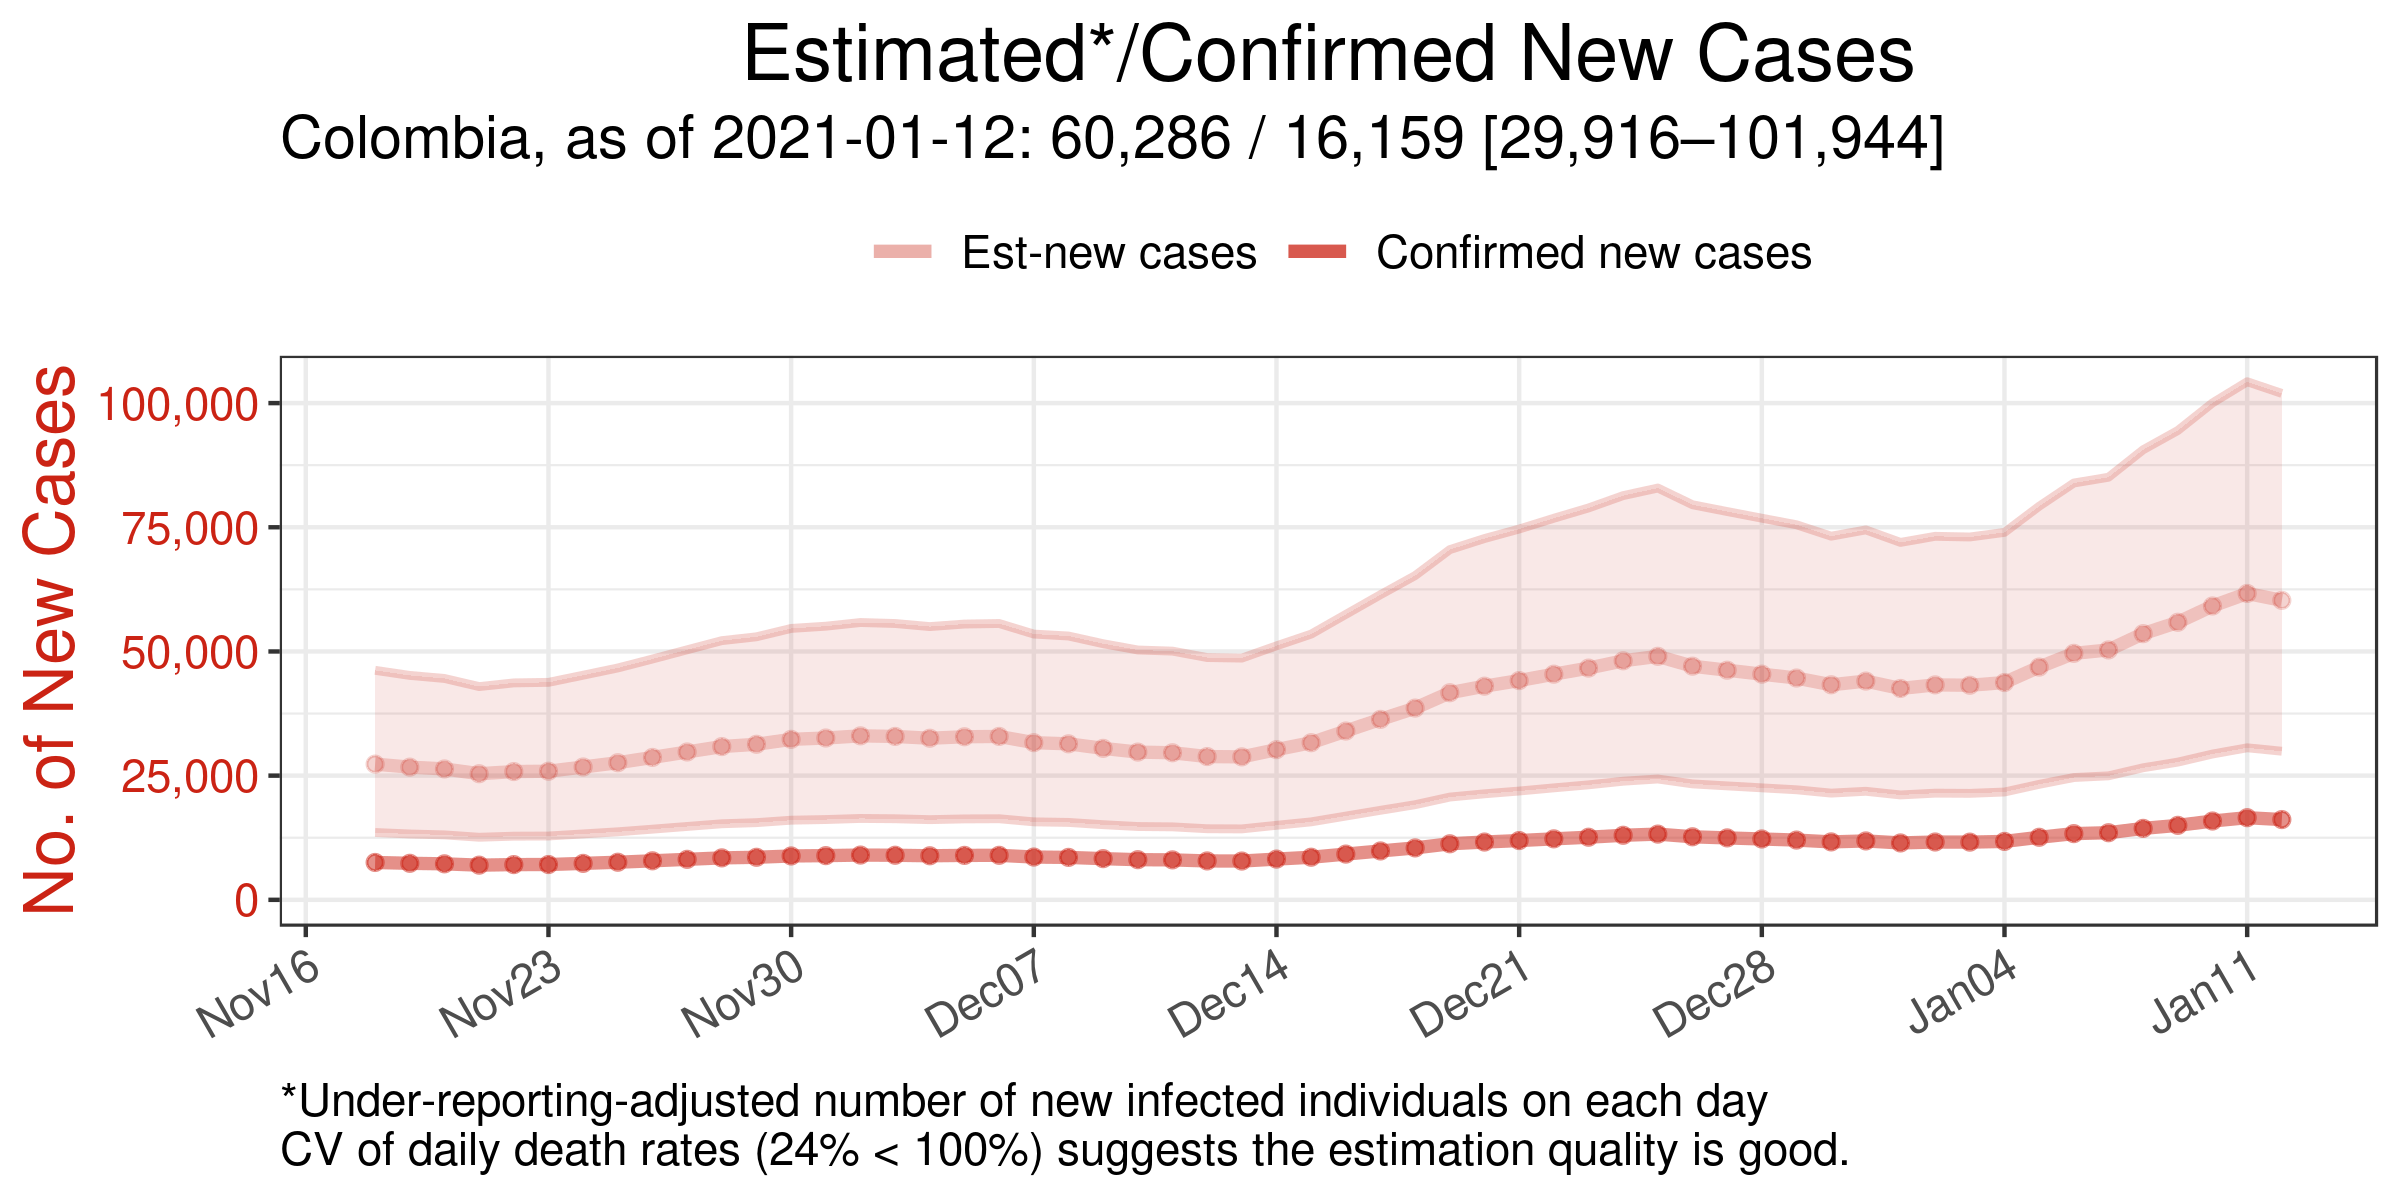 Estimated*/Confirmed New Cases
Colombia, as of 2021-01-12: 60,286 / 16,159 [29,916–101,944]
Est-new cases
Confirmed new cases
No. of New Cases
100,000
75,000
50,000
25,000
0
Nov16
Nov23
Nov30
Dec07
Dec14
Dec21
Dec28
Jan04
Jan11
*Under-reporting-adjusted number of new infected individuals on each day
CV of daily death rates (24% < 100%) suggests the estimation quality is good.